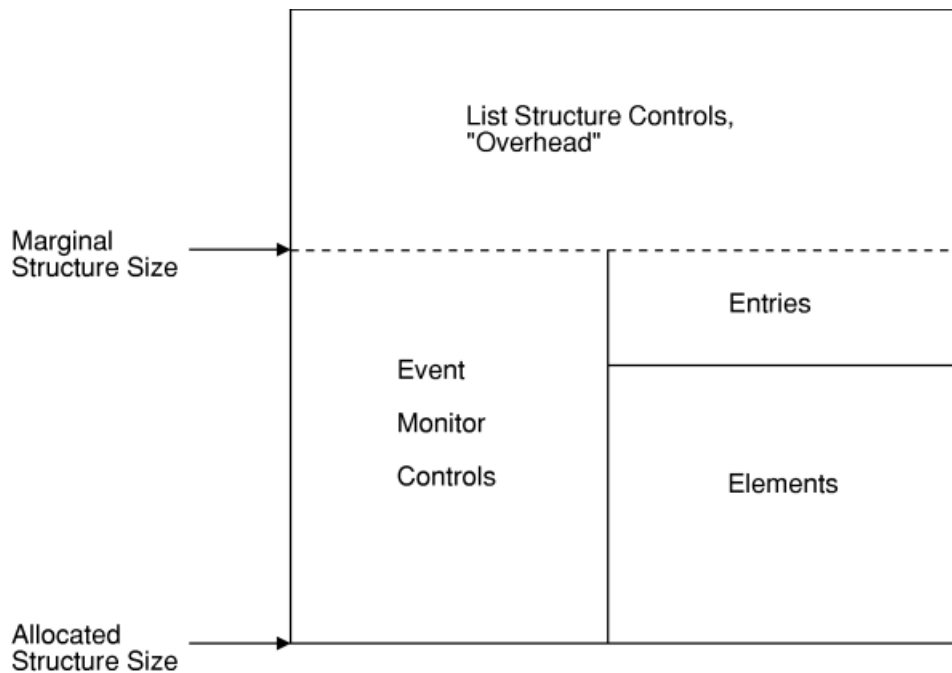 List Structure Controls,
"Overhead"
Marginal
Structure Size
Entries
Event
Monitor
Controls
Elements
Allocated
Structure Size